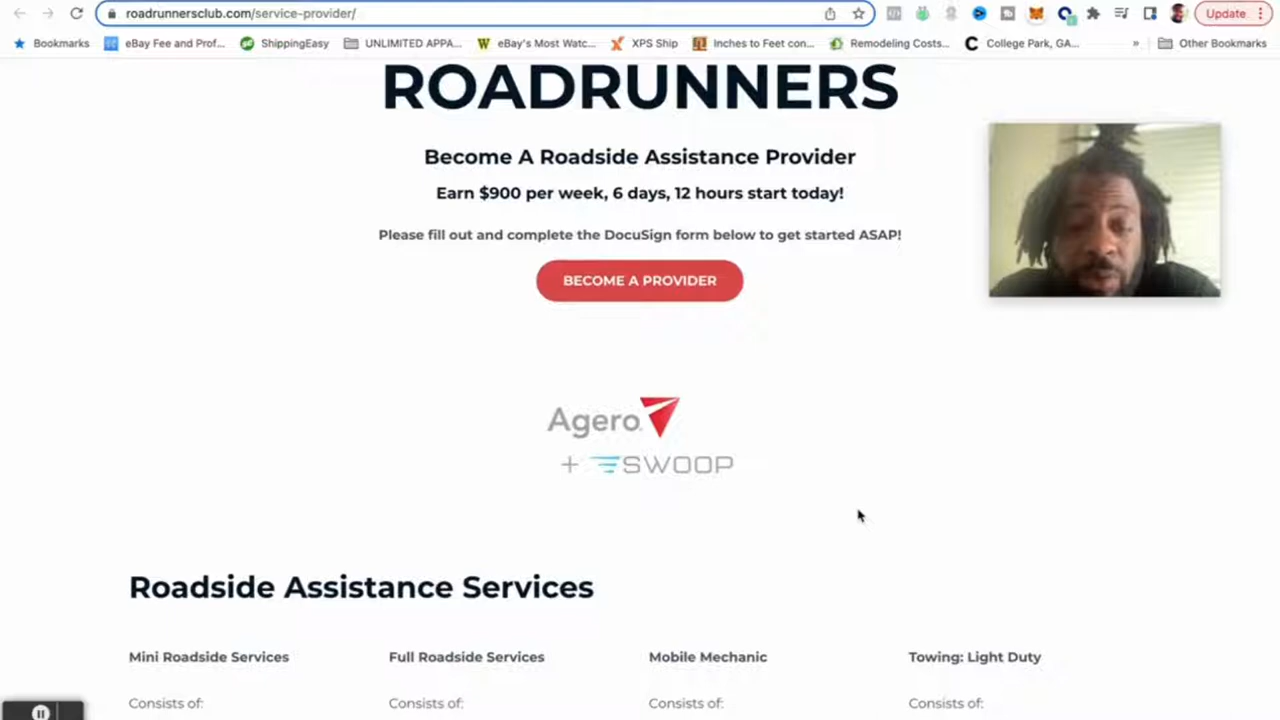 roadrunnersclub.com/service-provider/
Update
Bookmarks
eBay Fee and Prof...
ShippingEasy
UNLIMITED APPA...
eBay's Most Watc...
XPS Ship
Inches to Feet con...
Remodeling Costs...
College Park, GA...
»
Other Bookmarks
ROADRUNNERS
Become A Roadside Assistance Provider
Earn $900 per week, 6 days, 12 hours start today!
Please fill out and complete the DocuSign form below to get started ASAP!
BECOME A PROVIDER
Agero
+ SWOOP
Roadside Assistance Services
Mini Roadside Services
Full Roadside Services
Mobile Mechanic
Towing: Light Duty
Consists of:
Consists of:
Consists of:
Consists of: